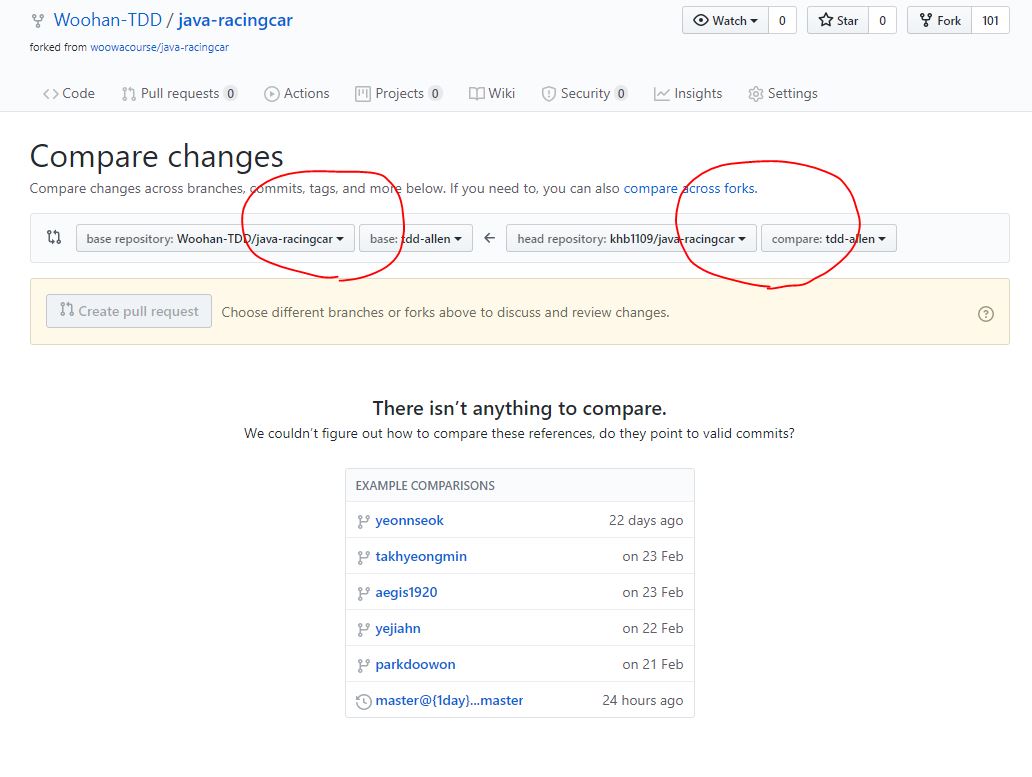 Woohan-TDD / java-racingcar
Watch 0 Star 0 Fork 101
forked from woowacourse/java-racingcar
Code Pull requests 0 Actions Projects 0 Wiki Security 0 Insights Settings
Compare changes
Compare changes across branches, commits, tags, and more below. If you need to, you can also compare across forks.
base repository: Woohan-TDD/java-racingcar base: tdd-allen head repository: khb1109/java-racingcar compare: tdd-allen
Create pull request Choose different branches or forks above to discuss and review changes.
There isn’t anything to compare.
We couldn’t figure out how to compare these references, do they point to valid commits?
EXAMPLE COMPARISONS
yeonnseok 22 days ago
takhyeongmin on 23 Feb
aegis1920 on 23 Feb
yejiahn on 22 Feb
parkdoowon on 21 Feb
master@{1day}...master 24 hours ago